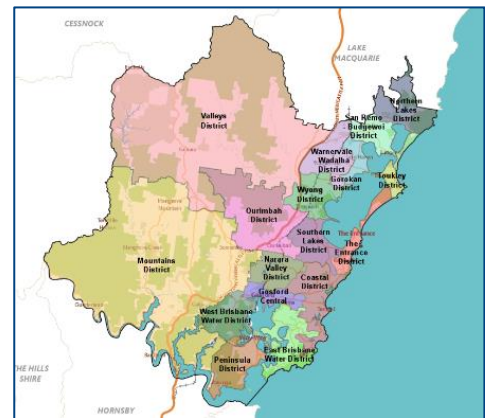 CESSNOCK
LAKE
MACQUARIE
Valleys
District
Northern
Lakes
District
San Remo
Budgewoi
District
Warnervale
Wadalba
District
Gorokan
District
Toukley
District
Wyong
District
Ourimbah
District
Southern
Lakes
District
The Entrance
The
Entrance
District
Mountains
District
Narara
Valley
District
Coastal
District
Gosford
Central
West Brisbane
Water District
East Brisbane
Water District
Peninsula
District
THE HILLS
SHIRE
HORNSBY